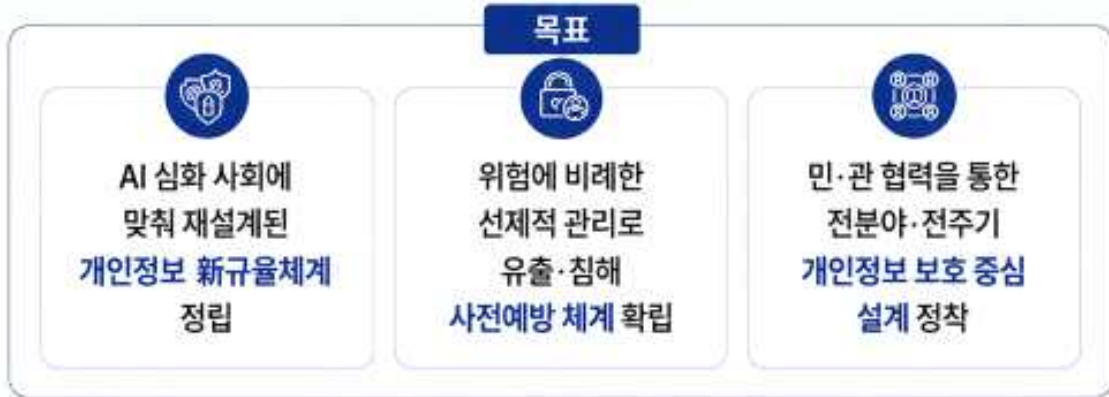 목표
AI 심화 사회에
맞춰 재설계된
개인정보 新규율체계
정립
위험에 비례한
선제적 관리로
유출·침해
사전예방 체계 확립
민·관 협력을 통한
전분야·전주기
개인정보 보호 중심
설계 정착